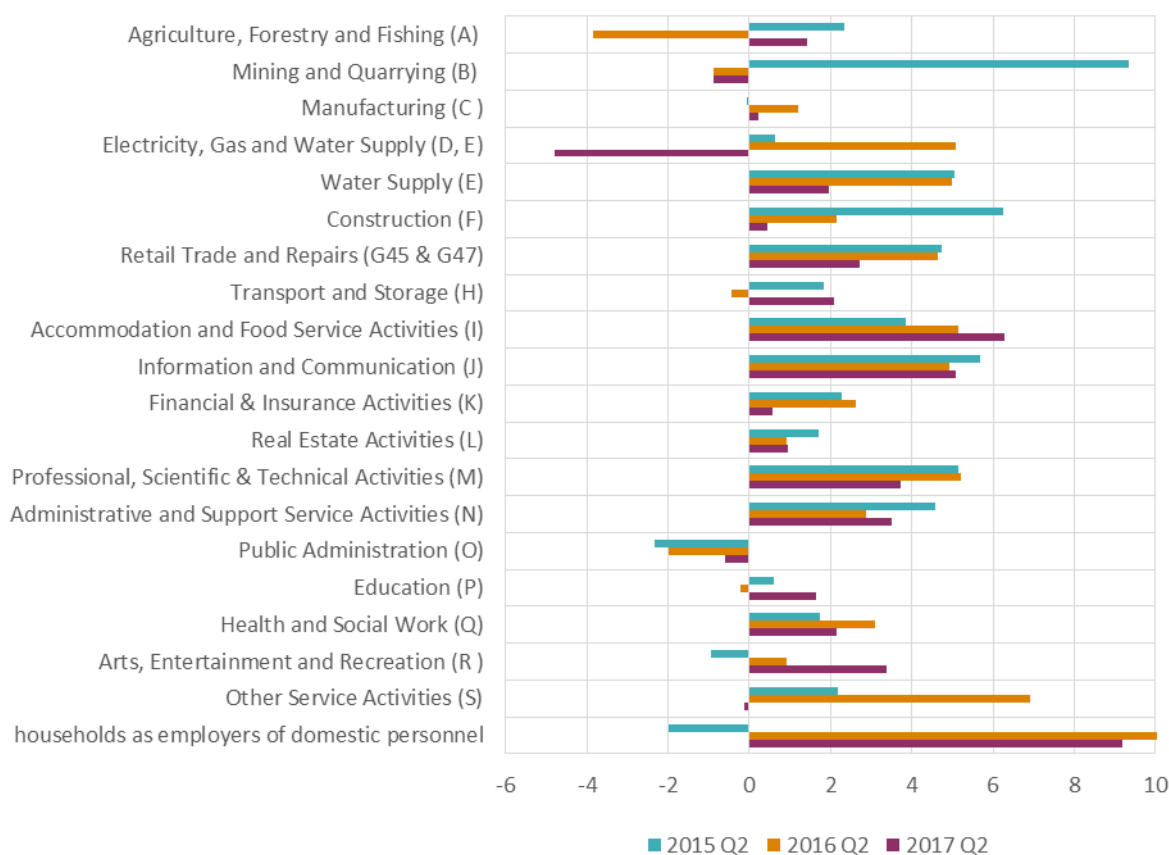 Agriculture, Forestry and Fishing (A)
Mining and Quarrying (B)
Manufacturing (C )
Electricity, Gas and Water Supply (D, E)
Water Supply (E)
Construction (F)
Retail Trade and Repairs (G45 & G47)
Transport and Storage (H)
Accommodation and Food Service Activities (I)
Information and Communication (J)
Financial & Insurance Activities (K)
Real Estate Activities (L)
Professional, Scientific & Technical Activities (M)
Administrative and Support Service Activities (N)
Public Administration (O)
Education (P)
Health and Social Work (Q)
Arts, Entertainment and Recreation (R )
Other Service Activities (S)
households as employers of domestic personnel
-6 -4 -2 0 2 4 6 8 10
2015 Q2 2016 Q2 2017 Q2